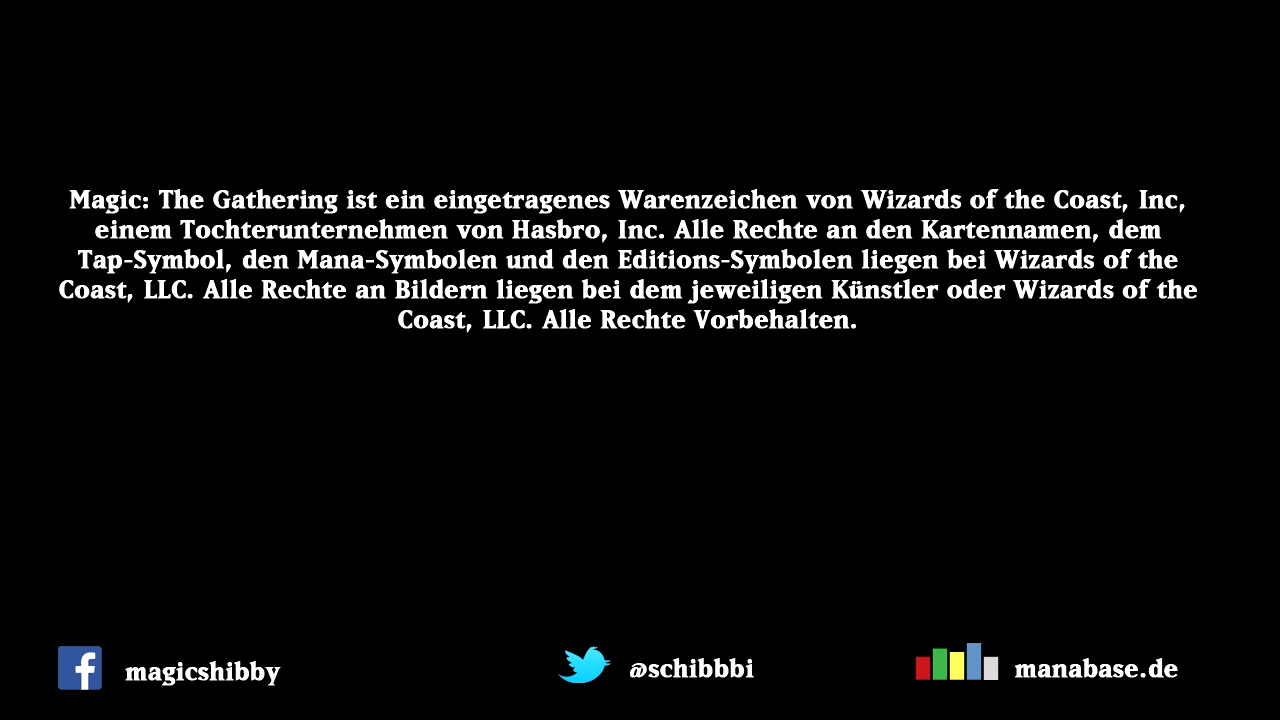 Magic: The Gathering ist ein eingetragenes Warenzeichen von Wizards of the Coast, Inc,
einem Tochterunternehmen von Hasbro, Inc. Alle Rechte an den Kartennamen, dem
Tap-Symbol, den Mana-Symbolen und den Editions-Symbolen liegen bei Wizards of the
Coast, LLC. Alle Rechte an Bildern liegen bei dem jeweiligen Künstler oder Wizards of the
Coast, LLC. Alle Rechte Vorbehalten.
magicshibby
@schibbbi
manabase.de